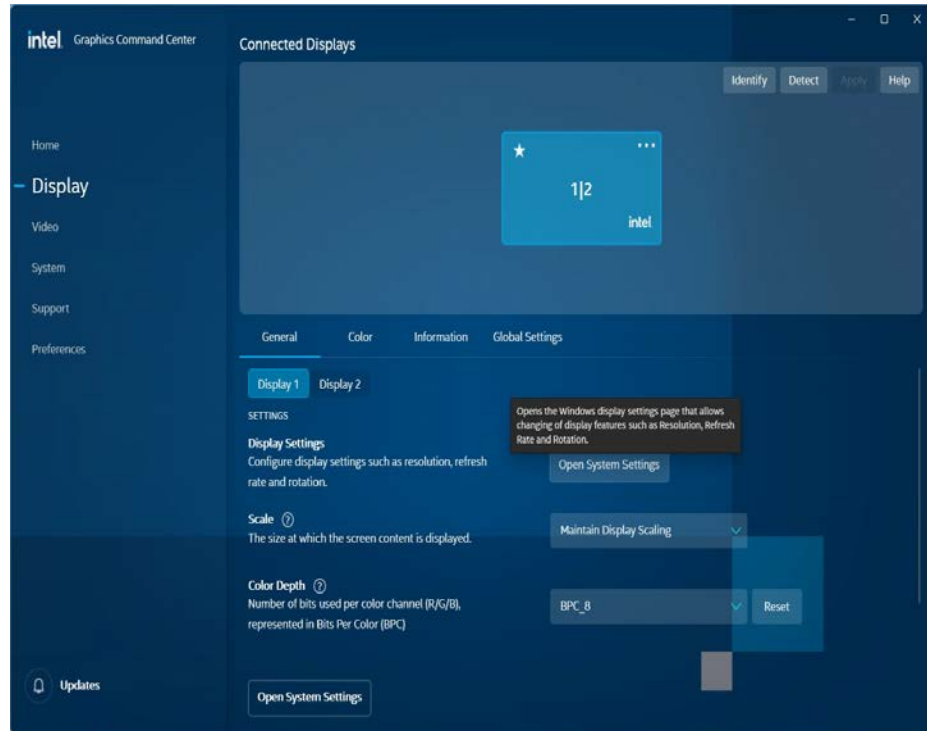 intel. Graphics Command Center
Connected Displays
Identify Detect Apply Help
Home
Display
Video
System
Support
Preferences
1|2
intel
General Color Information Global Settings
Display 1 Display 2
SETTINGS
Opens the Windows display settings page that allows
changing of display features such as Resolution, Refresh
Rate and Rotation.
Display Settings
Configure display settings such as resolution, refresh
rate and rotation.
Open System Settings
Scale ?
The size at which the screen content is displayed.
Maintain Display Scaling
Color Depth ?
Number of bits used per color channel (R/G/B),
represented in Bits Per Color (BPC)
BPC_8
Reset
Updates
Open System Settings